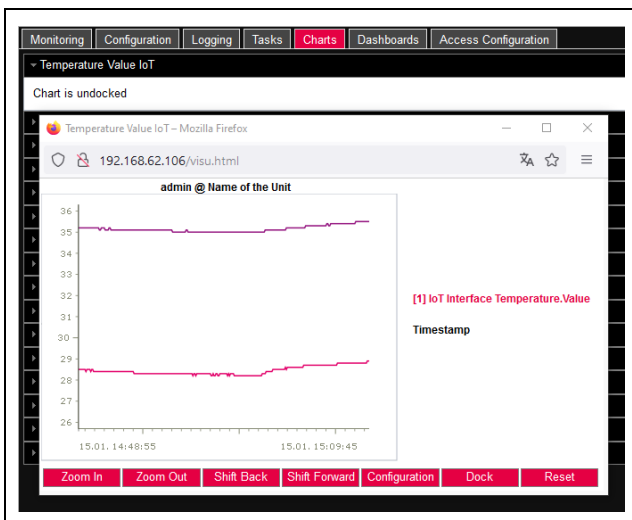 Monitoring Configuration Logging Tasks Charts Dashboards Access Configuration
Temperature Value IoT
Chart is undocked
Temperature Value IoT – Mozilla Firefox
192.168.62.106/visu.html
admin @ Name of the Unit
36
35
34
33
32
31
30
29
28
27
26
[1] IoT Interface Temperature.Value
Timestamp
15.01. 14:48:55 15.01. 15:09:45
Zoom In Zoom Out Shift Back Shift Forward Configuration Dock Reset